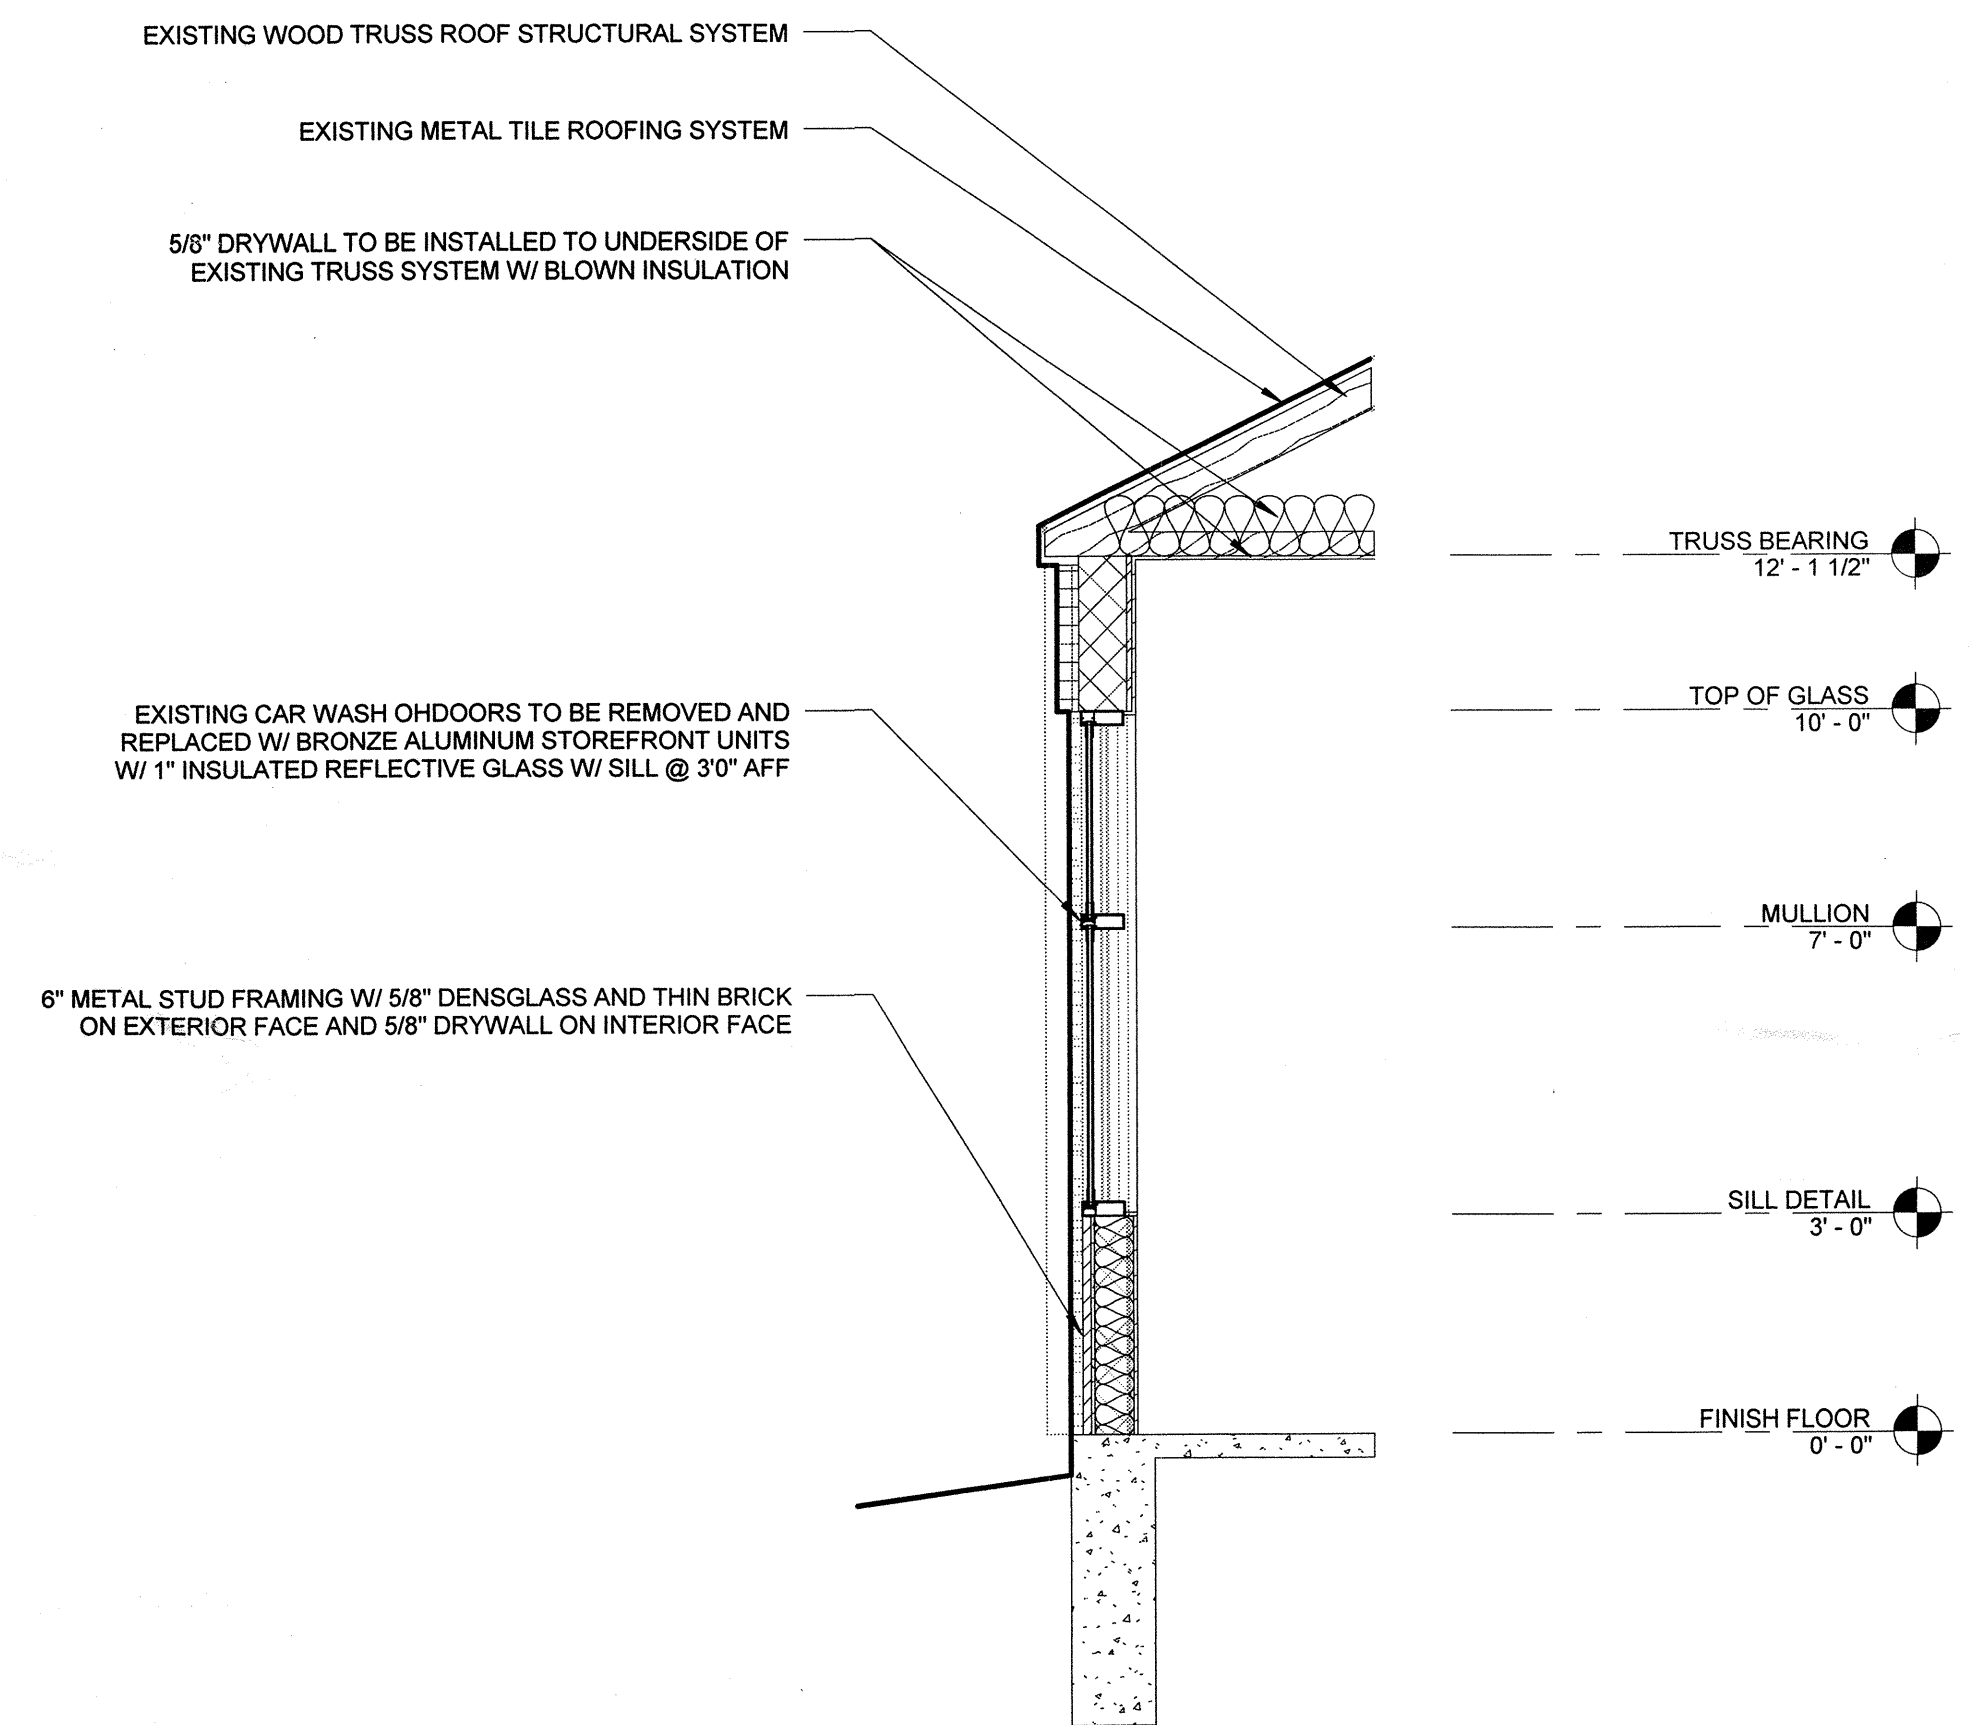 EXISTING WOOD TRUSS ROOF STRUCTURAL SYSTEM
EXISTING METAL TILE ROOFING SYSTEM
5/8" DRYWALL TO BE INSTALLED TO UNDERSIDE OF
EXISTING TRUSS SYSTEM W/ BLOWN INSULATION
TRUSS BEARING
12' - 1 1/2"
TOP OF GLASS
10' - 0"
EXISTING CAR WASH OHDOORS TO BE REMOVED AND
REPLACED W/ BRONZE ALUMINUM STOREFRONT UNITS
W/ 1" INSULATED REFLECTIVE GLASS W/ SILL @ 3'0" AFF
MULLION
7' - 0"
6" METAL STUD FRAMING W/ 5/8" DENSGLASS AND THIN BRICK
ON EXTERIOR FACE AND 5/8" DRYWALL ON INTERIOR FACE
SILL DETAIL
3' - 0"
FINISH FLOOR
0' - 0"